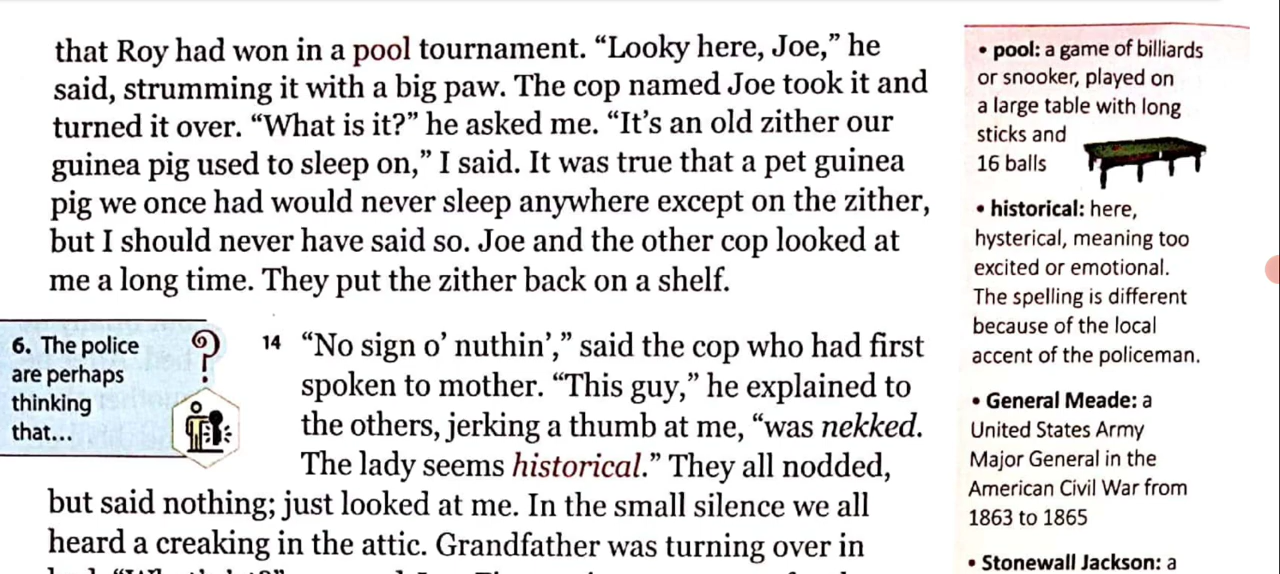 that Roy had won in a pool tournament. “Looky here, Joe,” he
said, strumming it with a big paw. The cop named Joe took it and
turned it over. “What is it?” he asked me. “It’s an old zither our
guinea pig used to sleep on,” I said. It was true that a pet guinea
pig we once had would never sleep anywhere except on the zither,
but I should never have said so. Joe and the other cop looked at
me a long time. They put the zither back on a shelf.
6. The police
are perhaps
thinking
that...
14 “No sign o’ nuthin’,” said the cop who had first
spoken to mother. “This guy,” he explained to
the others, jerking a thumb at me, “was nekked.
The lady seems historical.” They all nodded,
but said nothing; just looked at me. In the small silence we all
heard a creaking in the attic. Grandfather was turning over in
• pool: a game of billiards
or snooker, played on
a large table with long
sticks and
16 balls
• historical: here,
hysterical, meaning too
excited or emotional.
The spelling is different
because of the local
accent of the policeman.
• General Meade: a
United States Army
Major General in the
American Civil War from
1863 to 1865
• Stonewall Jackson: a